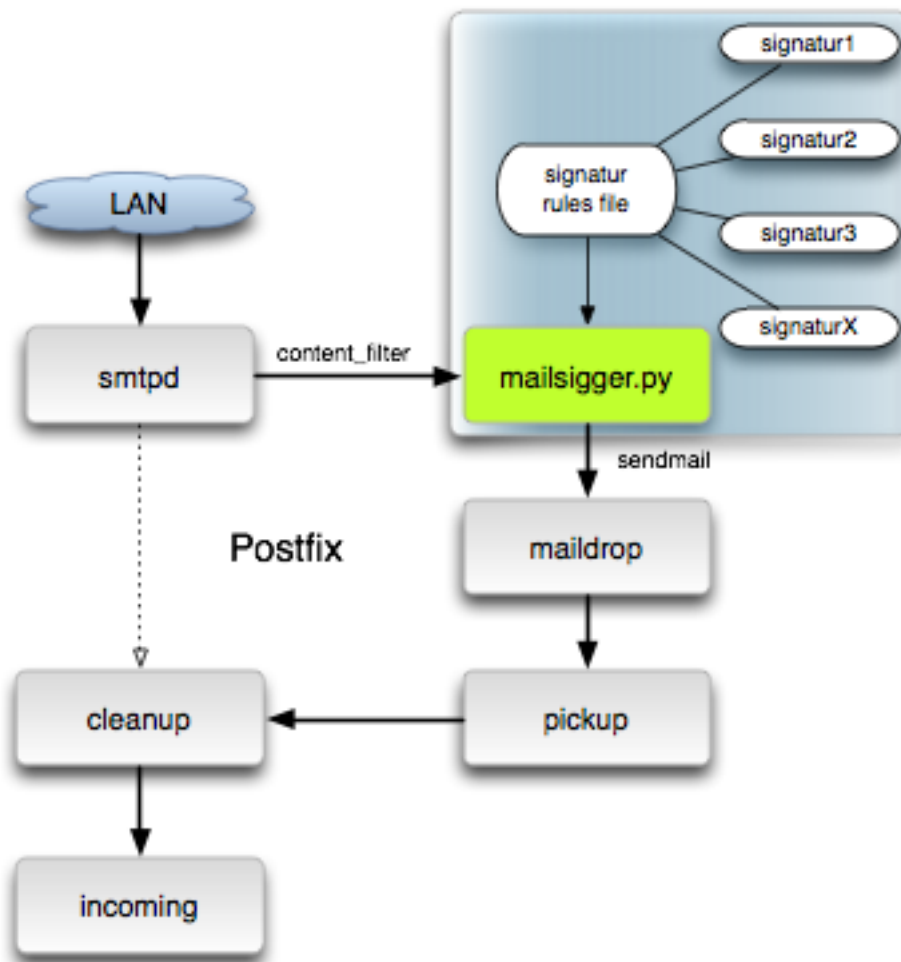 signatur1
signatur2
signatur
rules file
LAN
signatur3
signaturX
content_filter
smtpd
mailsigger.py
sendmail
Postfix
maildrop
cleanup
pickup
incoming